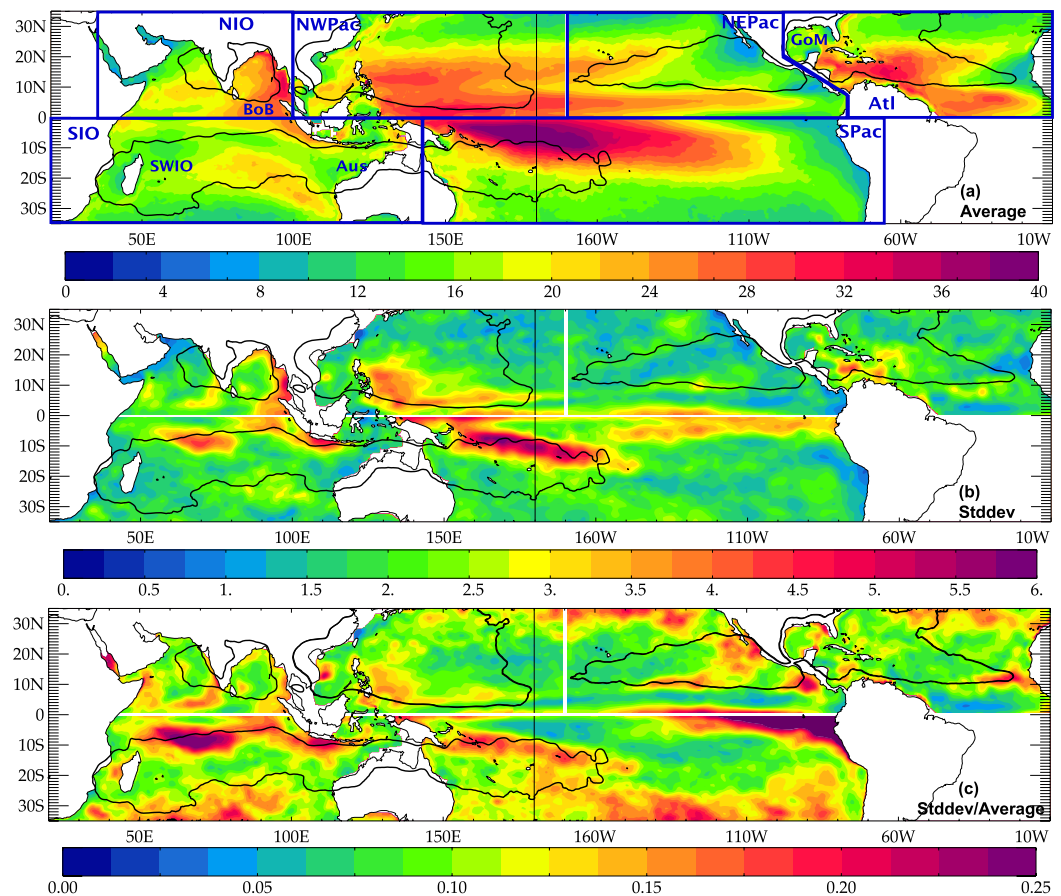 30N NIO NWPac NEPac
GoM
20N
10N BoB Atl
0
SIO SPac
10S
SWIO Aus
20S
(a)
30S Average
50E 100E 150E 160W 110W 60W 10W
0 4 8 12 16 20 24 28 32 36 40
30N
20N
10N
0
10S
20S
(b)
30S Stddev
50E 100E 150E 160W 110W 60W 10W
0. 0.5 1. 1.5 2. 2.5 3. 3.5 4. 4.5 5. 5.5 6.
30N
20N
10N
0
10S
20S
(c)
30S Stddev/Average
50E 100E 150E 160W 110W 60W 10W
0.00 0.05 0.10 0.15 0.20 0.25